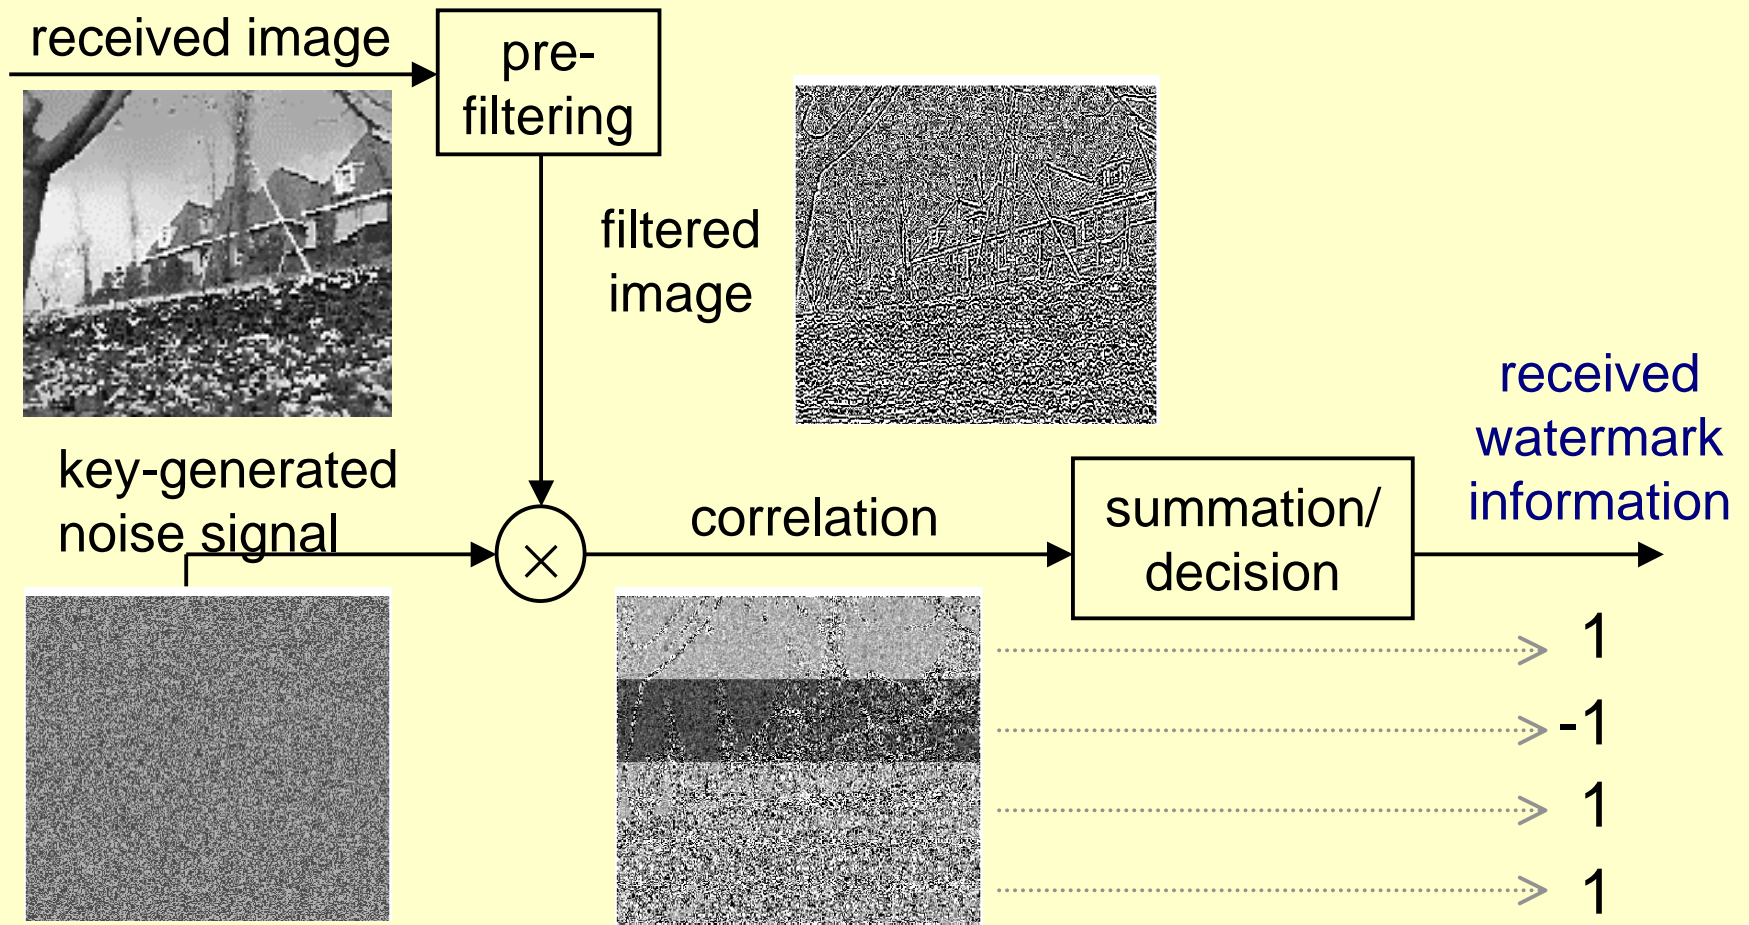 received image
pre-
filtering
filtered
image
received
watermark
information
key-generated
noise signal
×
correlation
summation/
decision
1
-1
1
1